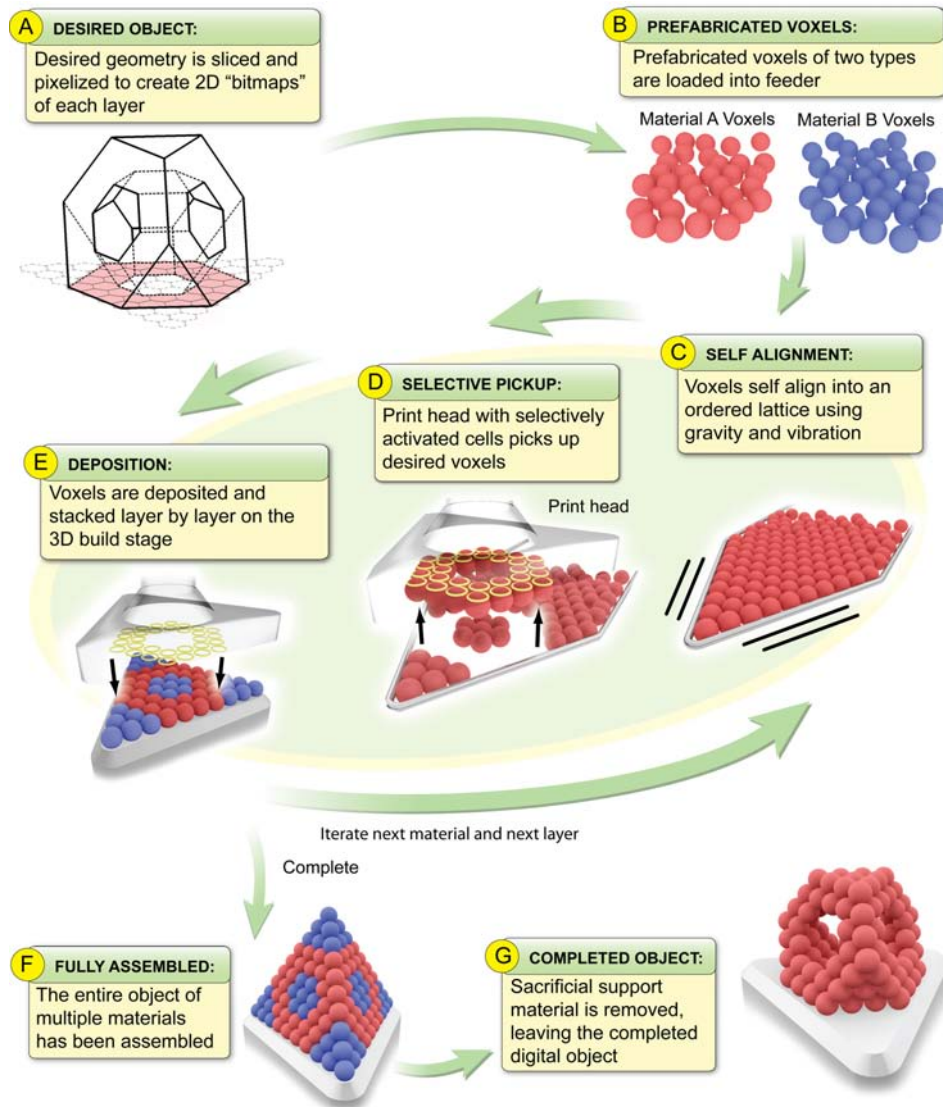 A DESIRED OBJECT:
Desired geometry is sliced and
pixelized to create 2D “bitmaps”
of each layer
B PREFABRICATED VOXELS:
Prefabricated voxels of two types
are loaded into feeder
Material A Voxels
Material B Voxels
C SELF ALIGNMENT:
Voxels self align into an
ordered lattice using
gravity and vibration
D SELECTIVE PICKUP:
Print head with selectively
activated cells picks up
desired voxels
Print head
E DEPOSITION:
Voxels are deposited and
stacked layer by layer on the
3D build stage
Iterate next material and next layer
Complete
F FULLY ASSEMBLED:
The entire object of
multiple materials
has been assembled
G COMPLETED OBJECT:
Sacrificial support
material is removed,
leaving the completed
digital object